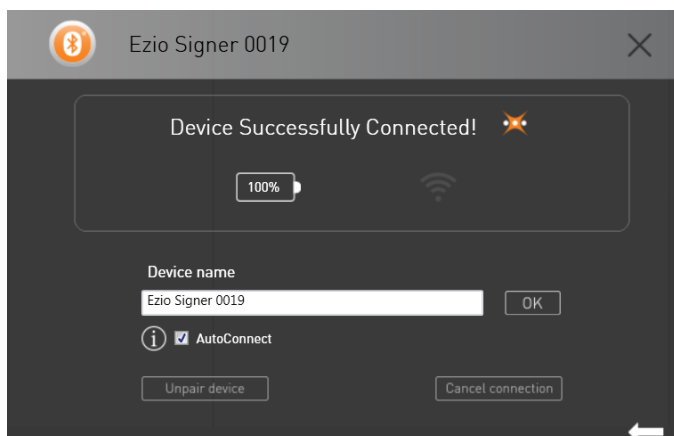 Ezio Signer 0019
Device Successfully Connected!
100%
Device name
Ezio Signer 0019
OK
AutoConnect
Unpair device
Cancel connection